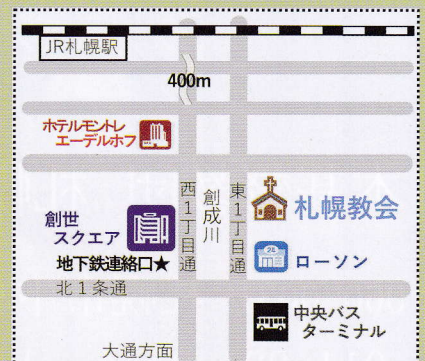 JR札幌駅
400m
ホテルモントレ
エーデルホフ
西1丁目通
創成川
東1丁目通
札幌教会
創世
スクエア
地下鉄連絡口★
24
ローソン
北1条通
中央バス
ターミナル
大通方面